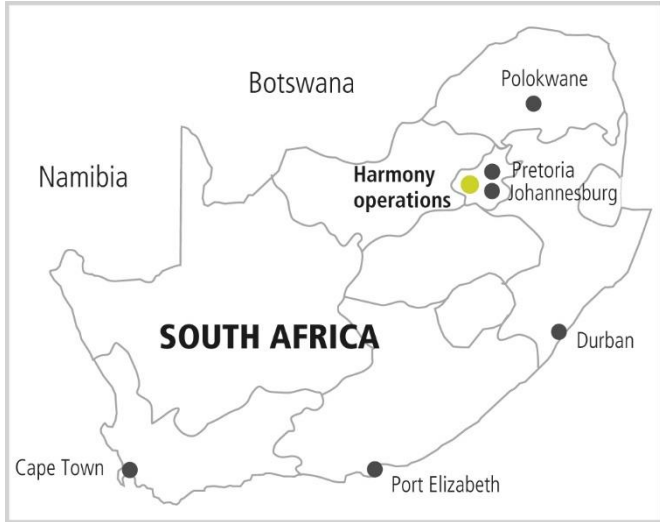 Polokwane
Botswana
Namibia
Harmony
operations
Pretoria
Johannesburg
SOUTH AFRICA
Durban
Cape Town
Port Elizabeth